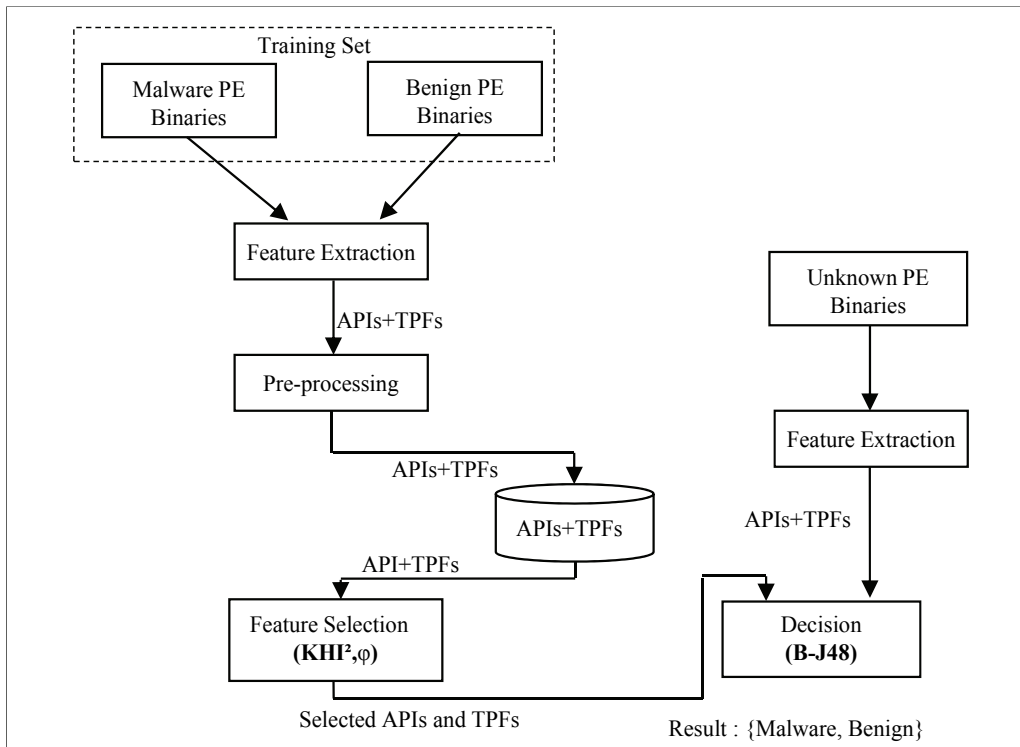 Training Set
Malware PE
Binaries
Benign PE
Binaries
Feature Extraction
APIs+TPFs
Pre-processing
APIs+TPFs
APIs+TPFs
API+TPFs
Feature Selection
(KHI²,φ)
Selected APIs and TPFs
Unknown PE
Binaries
Feature Extraction
APIs+TPFs
Decision
(B-J48)
Result : {Malware, Benign}